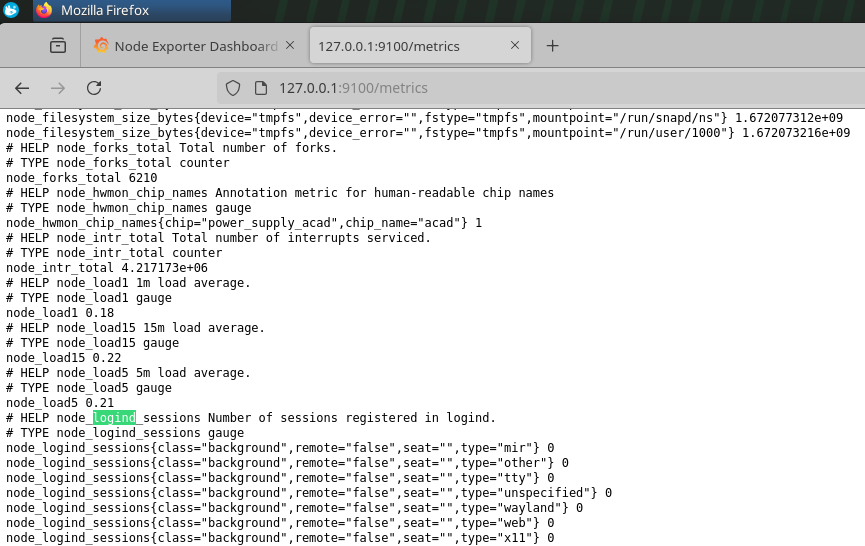 Mozilla Firefox
Node Exporter Dashboard
127.0.0.1:9100/metrics
127.0.0.1:9100/metrics
node_filesystem_size_bytes{device="tmpfs",device_error="",fstype="tmpfs",mountpoint="/run/snapd/ns"} 1.672077312e+09
node_filesystem_size_bytes{device="tmpfs",device_error="",fstype="tmpfs",mountpoint="/run/user/1000"} 1.672073216e+09
# HELP node_forks_total Total number of forks.
# TYPE node_forks_total counter
node_forks_total 6210
# HELP node_hwmon_chip_names Annotation metric for human-readable chip names
# TYPE node_hwmon_chip_names gauge
node_hwmon_chip_names{chip="power_supply_acad",chip_name="acad"} 1
# HELP node_intr_total Total number of interrupts serviced.
# TYPE node_intr_total counter
node_intr_total 4.217173e+06
# HELP node_load1 1m load average.
# TYPE node_load1 gauge
node_load1 0.18
# HELP node_load15 15m load average.
# TYPE node_load15 gauge
node_load15 0.22
# HELP node_load5 5m load average.
# TYPE node_load5 gauge
node_load5 0.21
# HELP node_logind_sessions Number of sessions registered in logind.
# TYPE node_logind_sessions gauge
node_logind_sessions{class="background",remote="false",seat="",type="mir"} 0
node_logind_sessions{class="background",remote="false",seat="",type="other"} 0
node_logind_sessions{class="background",remote="false",seat="",type="tty"} 0
node_logind_sessions{class="background",remote="false",seat="",type="unspecified"} 0
node_logind_sessions{class="background",remote="false",seat="",type="wayland"} 0
node_logind_sessions{class="background",remote="false",seat="",type="web"} 0
node_logind_sessions{class="background",remote="false",seat="",type="x11"} 0